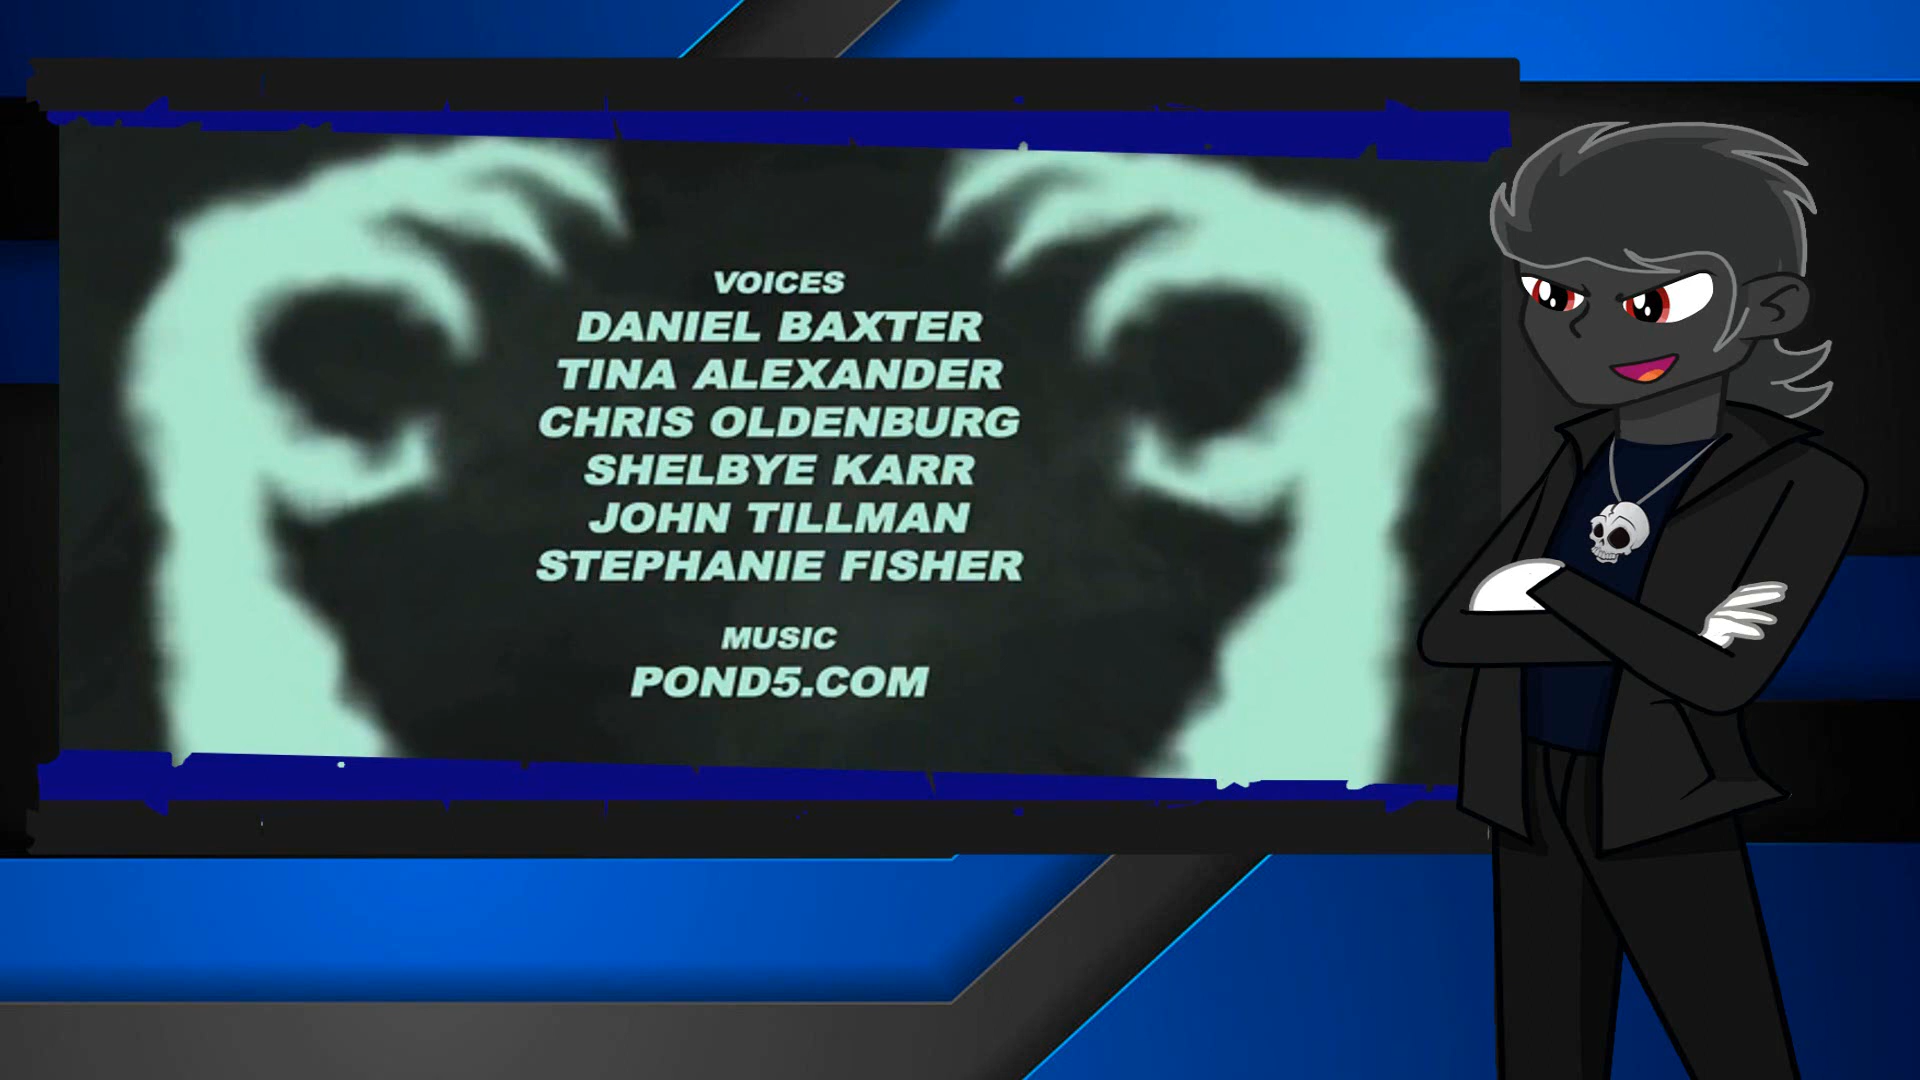 VOICES
DANIEL BAXTER
TINA ALEXANDER
CHRIS OLDENBURG
SHELBYE KARR
JOHN TILLMAN
STEPHANIE FISHER
MUSIC
POND5.COM